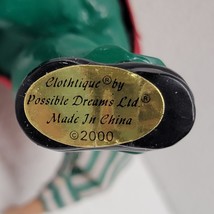 Clothtique® by
Possible Dreams Ltd®
Made In China
©2000